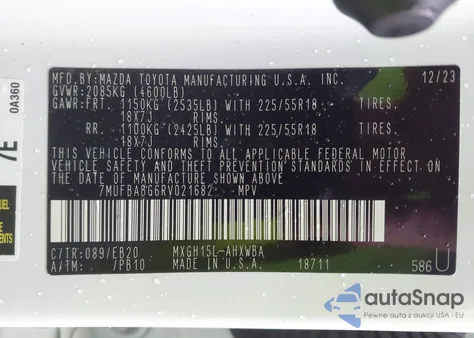 MFD.BY:MAZDA TOYOTA MANUFACTURING U.S.A. INC.
GVWR:2085KG (4600LB) 12/23
GAWR:FRT. 1150KG (2535LB) WITH 225/55R18 TIRES.
18X7J RIMS.
RR. 1100KG (2425LB) WITH 225/55R18 TIRES.
18X7J RIMS.
THIS VEHICLE CONFORMS TO ALL APPLICABLE FEDERAL MOTOR
VEHICLE SAFETY AND THEFT PREVENTION STANDARDS IN EFFECT ON
THE DATE OF MANUFACTURE SHOWN ABOVE.
7MUFBABG6RV021682 MPV
C/TR:089/EB20 MXGH15L-AHXWBA
A/TM: /PB10 MADE IN U.S.A. 18711 586U
0A360
7E
UEL
autaSnap
Pewne auta z USA i EU